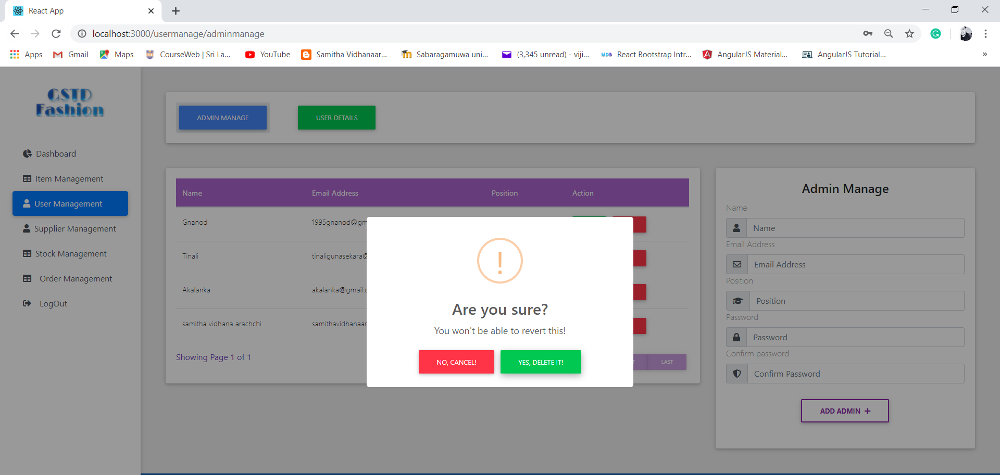 React App
localhost:3000/usermanage/adminmanage
Apps
Gmail
Maps
CourseWeb | Sri La...
YouTube
Samitha Vidhanaar...
Sabaragamuwa uni...
(3,345 unread) - viji...
MDB
React Bootstrap Intr...
AngularJS Material...
AngularJS Tutorial...
»
GSTD
Fashion
Dashboard
Item Management
User Management
Supplier Management
Stock Management
Order Management
LogOut
ADMIN MANAGE
USER DETAILS
Name Email Address Position Action
Gnanod 1995gnanod@gm
Tinali tinaligunasekara@
Akalanka akalanka@gmail.c
samitha vidhana arachchi samithavidhanaar
Showing Page 1 of 1
T
LAST
!
Are you sure?
You won't be able to revert this!
NO, CANCEL!
YES, DELETE IT!
Admin Manage
Name
Name
Email Address
Email Address
Position
Position
Password
Password
Confirm password
Confirm Password
ADD ADMIN +